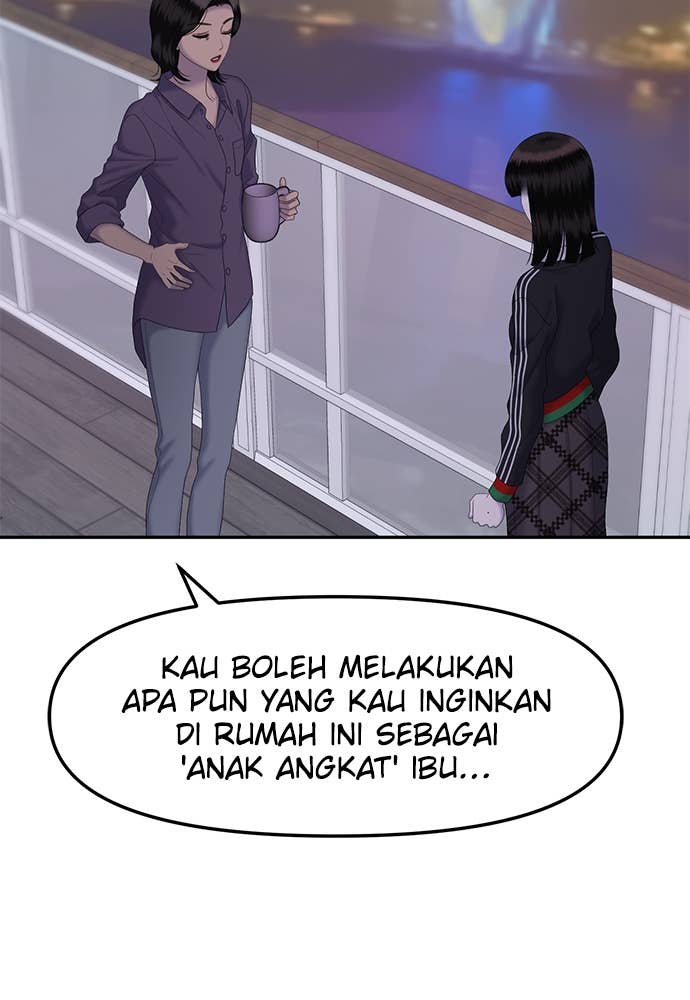 KAU BOLEH MELAKUKAN
APA PUN YANG KAU INGINKAN
DI RUMAH INI SEBAGAI
'ANAK ANGKAT' IBU...